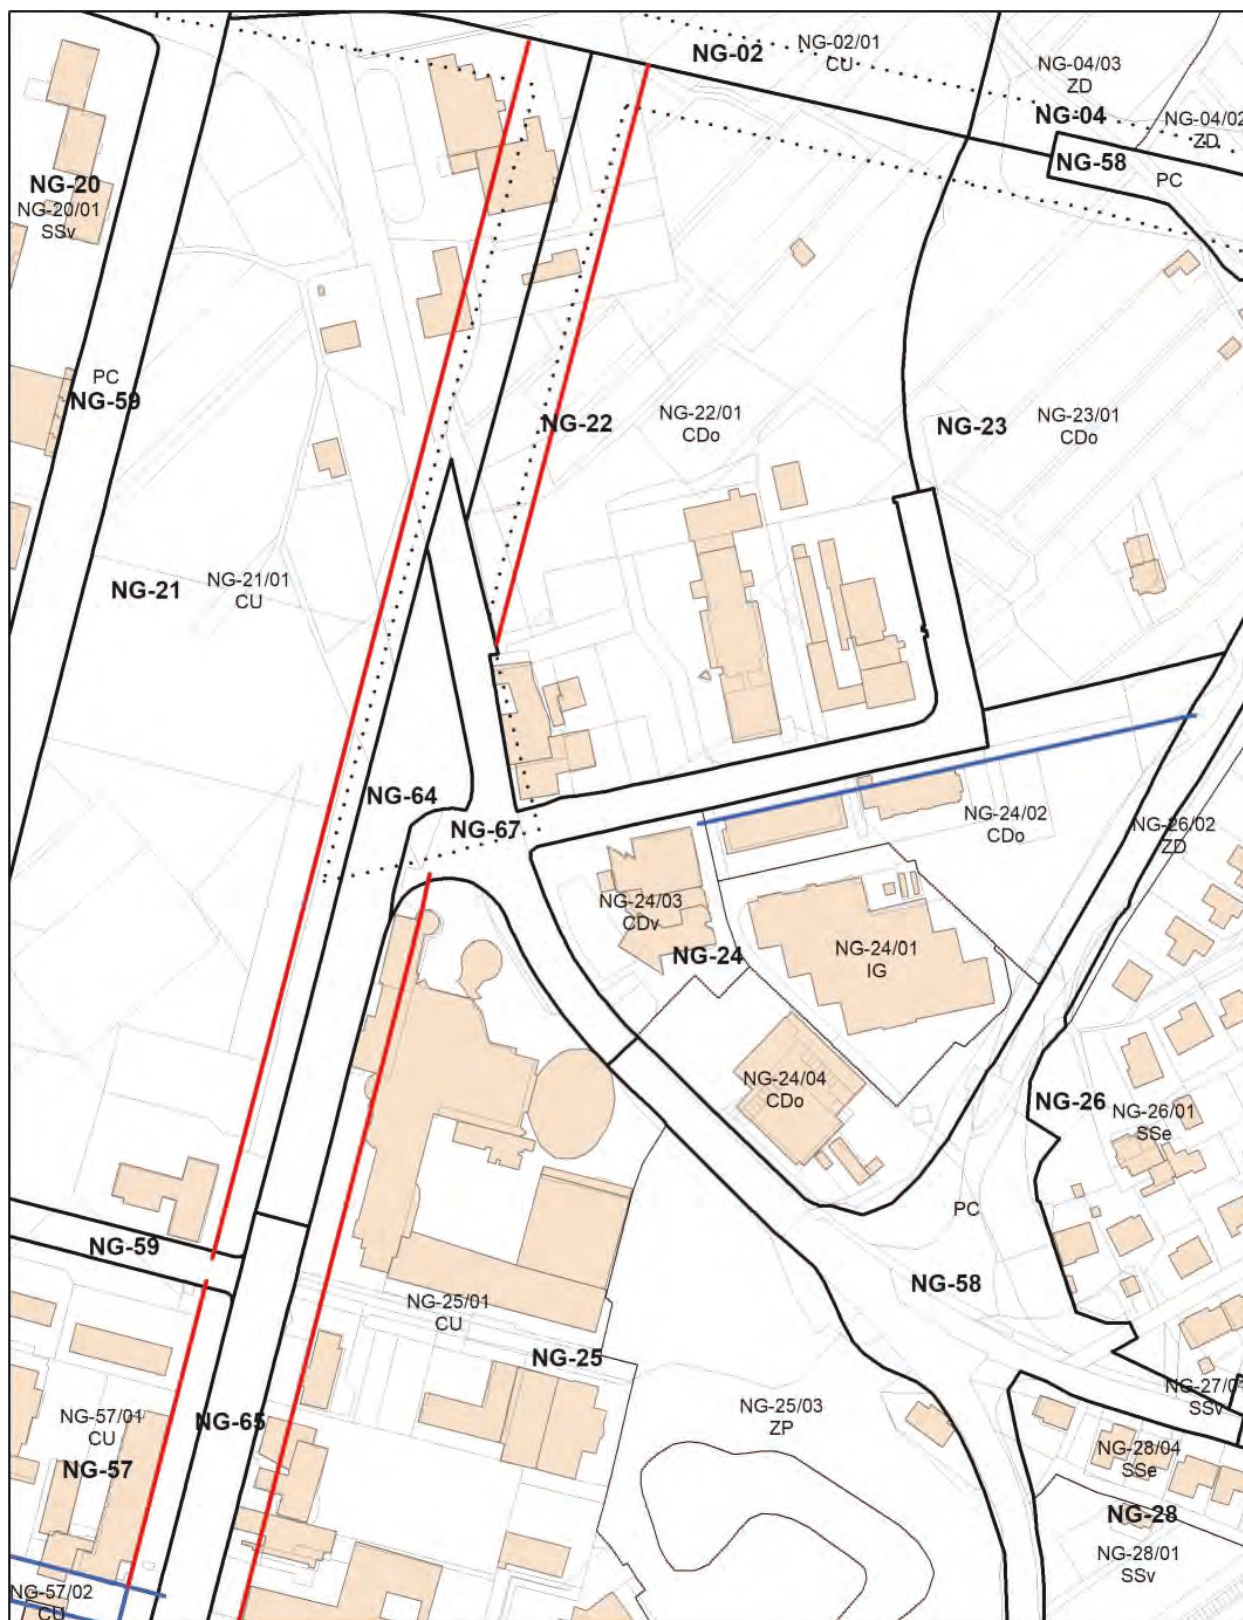 NG-02
NG-02/01
CU
NG-04/03
ZD
NG-04
NG-04/02
ZD
NG-58
PC
NG-20
NG-20/01
SSv
PC
NG-59
NG-22
NG-22/01
CDo
NG-23
NG-23/01
CDo
NG-21
NG-21/01
CU
NG-64
NG-67
NG-24/02
CDo
NG-26/02
ZD
NG-24/03
CDv
NG-24
NG-24/01
IG
NG-24/04
CDo
NG-26
NG-26/01
SSe
PC
NG-59
NG-58
NG-25/01
CU
NG-25
NG-27/01
SSv
NG-25/03
ZP
NG-57/01
CU
NG-65
NG-57
NG-28/04
SSe
NG-28
NG-28/01
SSv
NG-57/02
CU